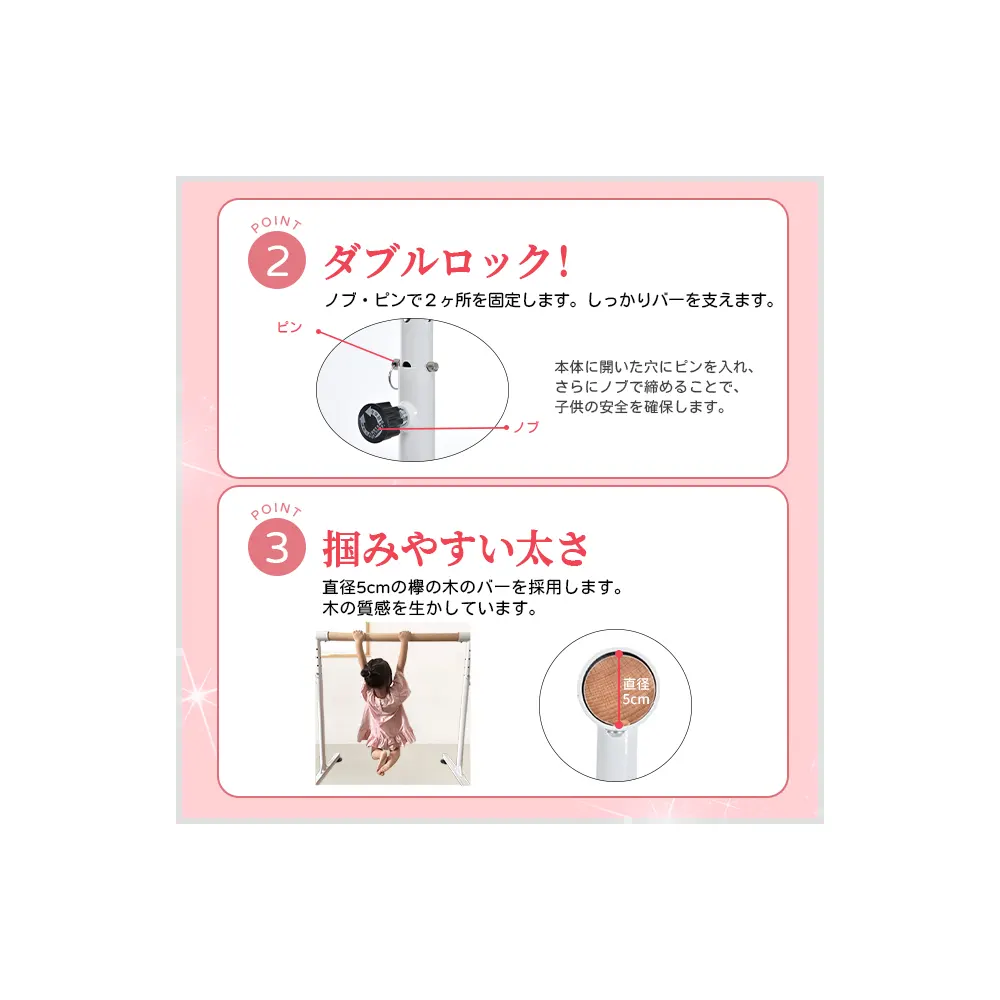 POINT
2
ダブルロック!
ノブ・ピンで2ヶ所を固定します。しっかりバーを支えます。
ピン
本体に開いた穴にピンを入れ、
さらにノブで締めることで、
子供の安全を確保します。
ノブ
POINT
3
掴みやすい太さ
直径5cmの欅の木のバーを採用します。
木の質感を生かしています。
直径
5cm